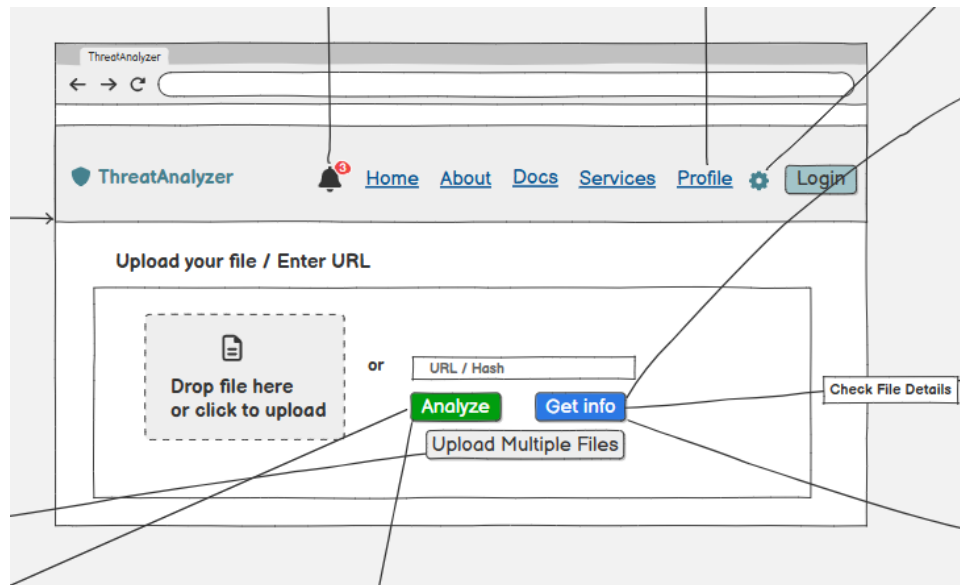 ThreatAnalyzer
ThreatAnalyzer
3
Home About Docs Services Profile Login
Upload your file / Enter URL
Drop file here
or click to upload
or
URL / Hash
Analyze Get info
Upload Multiple Files
Check File Details